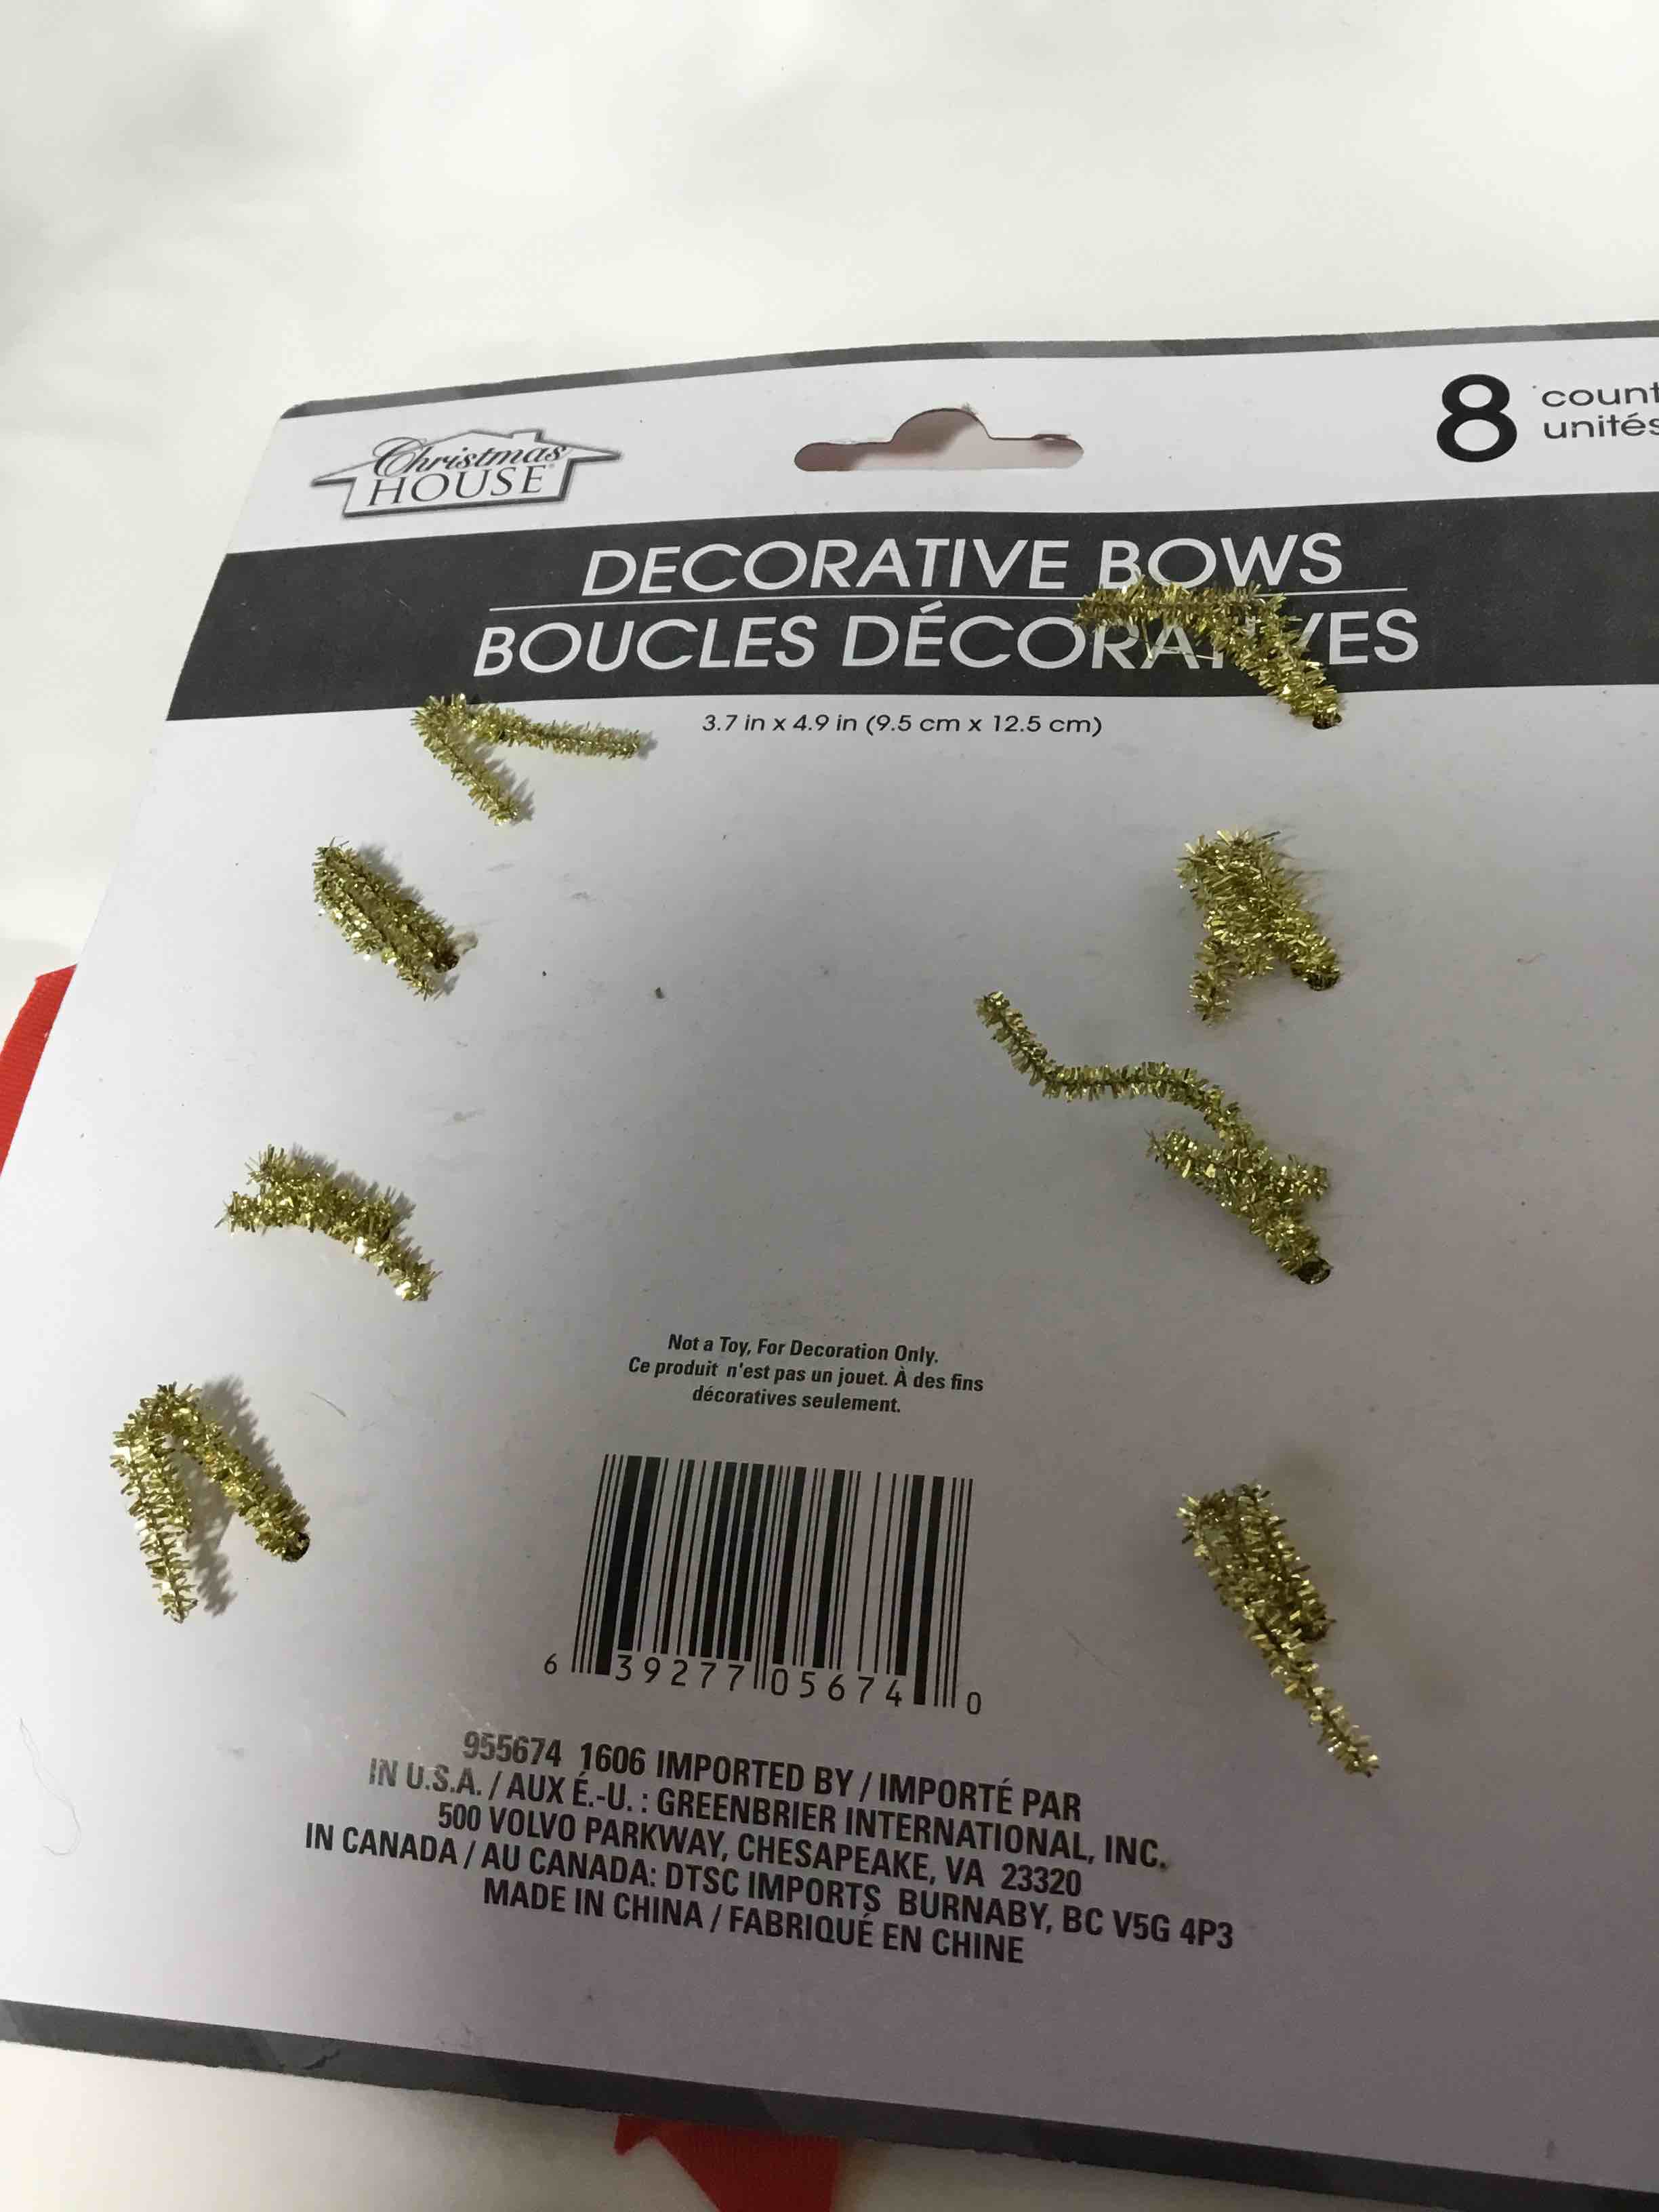 Christmas
HOUSE®
8 count
unités
DECORATIVE BOWS
BOUCLES
3.7 in x 4.9 in (9.5 cm x 12.5 cm)
Not a Toy, For Decoration Only.
Ce produit n'est pas un jouet. À des fins
décoratives seulement.
6 39277 05674 0
955674 1606 IMPORTED BY / IMPORTÉ PAR
IN U.S.A. / AUX É.-U. : GREENBRIER INTERNATIONAL, INC.
500 VOLVO PARKWAY, CHESAPEAKE, VA 23320
IN CANADA / AU CANADA: DTSC IMPORTS BURNABY, BC V5G 4P3
MADE IN CHINA / FABRIQUÉ EN CHINE